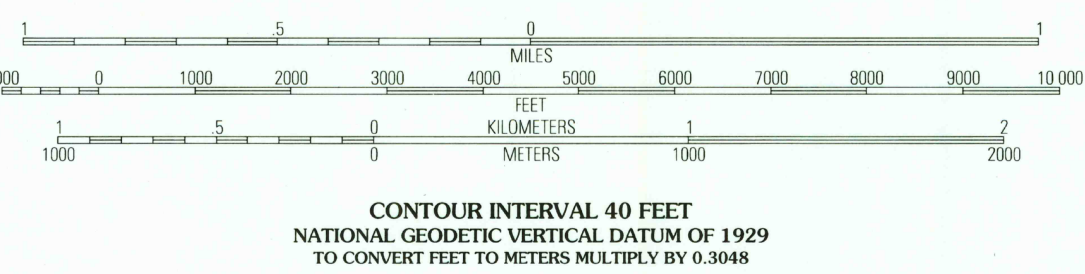 1 .5 0 1
MILES
000 0 1000 2000 3000 4000 5000 6000 7000 8000 9000 10 000
FEET
1 .5 0 KILOMETERS 1 2
1000 0 METERS 1000 2000
CONTOUR INTERVAL 40 FEET
NATIONAL GEODETIC VERTICAL DATUM OF 1929
TO CONVERT FEET TO METERS MULTIPLY BY 0.3048